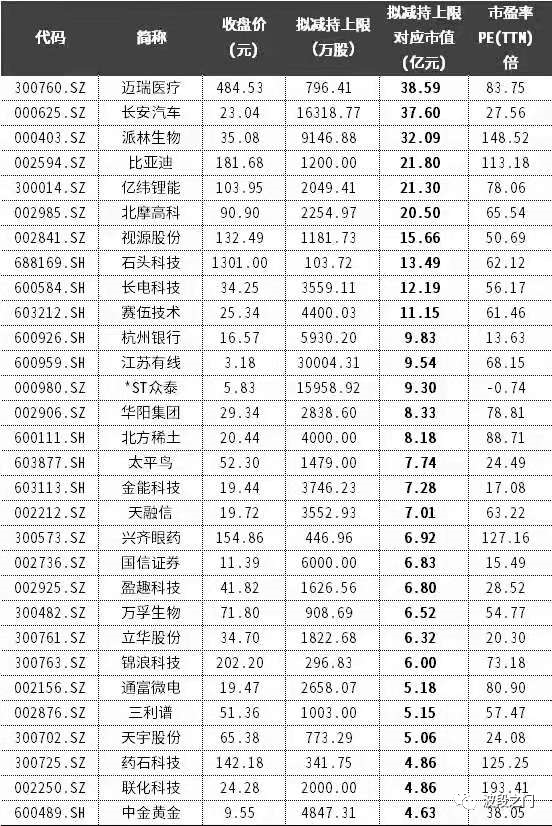 代码 简称 收盘价(元) 拟减持上限(万股) 拟减持上限对应市值(亿元) 市盈率PE(TTM)倍
300760.SZ 迈瑞医疗 484.53 796.41 38.59 83.75
000625.SZ 长安汽车 23.04 16318.77 37.60 27.56
000403.SZ 派林生物 35.08 9146.88 32.09 148.52
002594.SZ 比亚迪 181.68 1200.00 21.80 113.18
300014.SZ 亿纬锂能 103.95 2049.41 21.30 78.06
002985.SZ 北摩高科 90.90 2254.97 20.50 65.54
002841.SZ 视源股份 132.49 1181.73 15.66 50.69
688169.SH 石头科技 1301.00 103.72 13.49 62.12
600584.SH 长电科技 34.25 3559.11 12.19 56.17
603212.SH 赛伍技术 25.34 4400.03 11.15 61.46
600926.SH 杭州银行 16.57 5930.20 9.83 13.63
600959.SH 江苏有线 3.18 30004.31 9.54 68.15
000980.SZ *ST众泰 5.83 15958.92 9.30 -0.74
002906.SZ 华阳集团 29.34 2838.60 8.33 78.81
600111.SH 北方稀土 20.44 4000.00 8.18 88.71
603877.SH 太平鸟 52.30 1479.00 7.74 24.49
603113.SH 金能科技 19.44 3746.23 7.28 17.08
002212.SZ 天融信 19.72 3552.93 7.01 63.22
300573.SZ 兴齐眼药 154.86 446.96 6.92 127.16
002736.SZ 国信证券 11.39 6000.00 6.83 15.49
002925.SZ 盈趣科技 41.82 1626.56 6.80 28.52
300482.SZ 万孚生物 71.80 908.69 6.52 54.77
300761.SZ 立华股份 34.70 1822.68 6.32 20.30
300763.SZ 锦浪科技 202.20 296.83 6.00 73.18
002156.SZ 通富微电 19.47 2658.07 5.18 80.90
002876.SZ 三利谱 51.36 1003.00 5.15 57.47
300702.SZ 天宇股份 65.38 773.29 5.06 24.08
300725.SZ 药石科技 142.18 341.75 4.86 125.25
002250.SZ 联化科技 24.28 2000.00 4.86 193.41
600489.SH 中金黄金 9.55 4847.31 4.63 38.05
波段之门